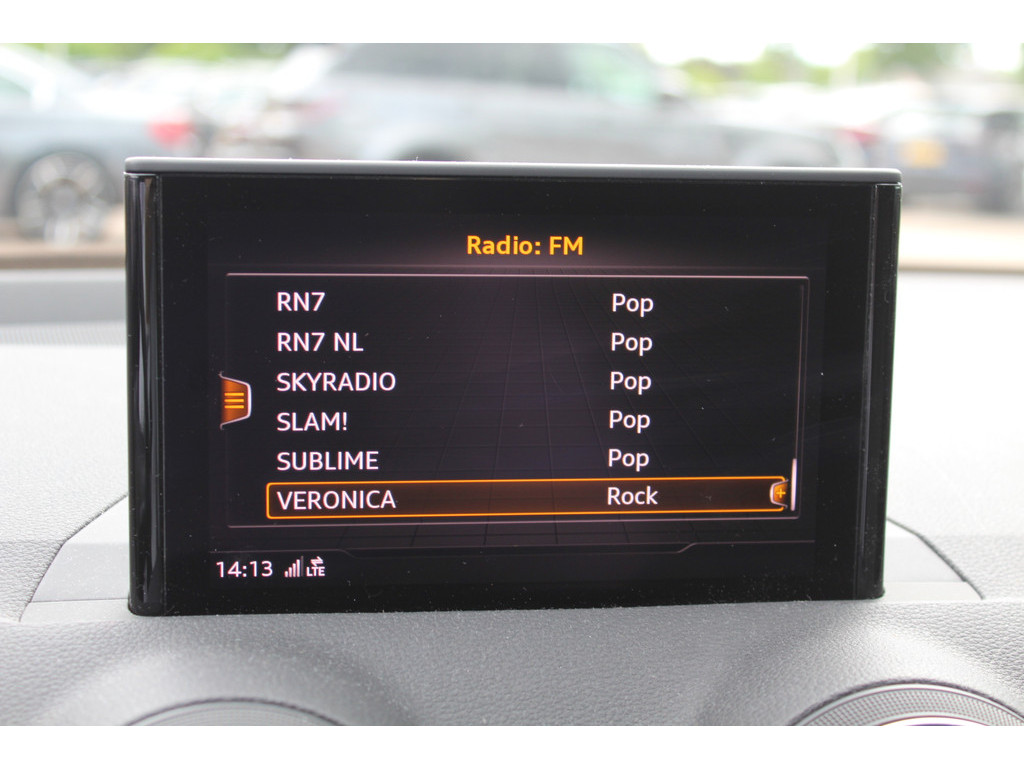 Radio: FM
RN7 Pop
RN7 NL Pop
SKYRADIO Pop
SLAM! Pop
SUBLIME Pop
VERONICA Rock
14:13 LTE